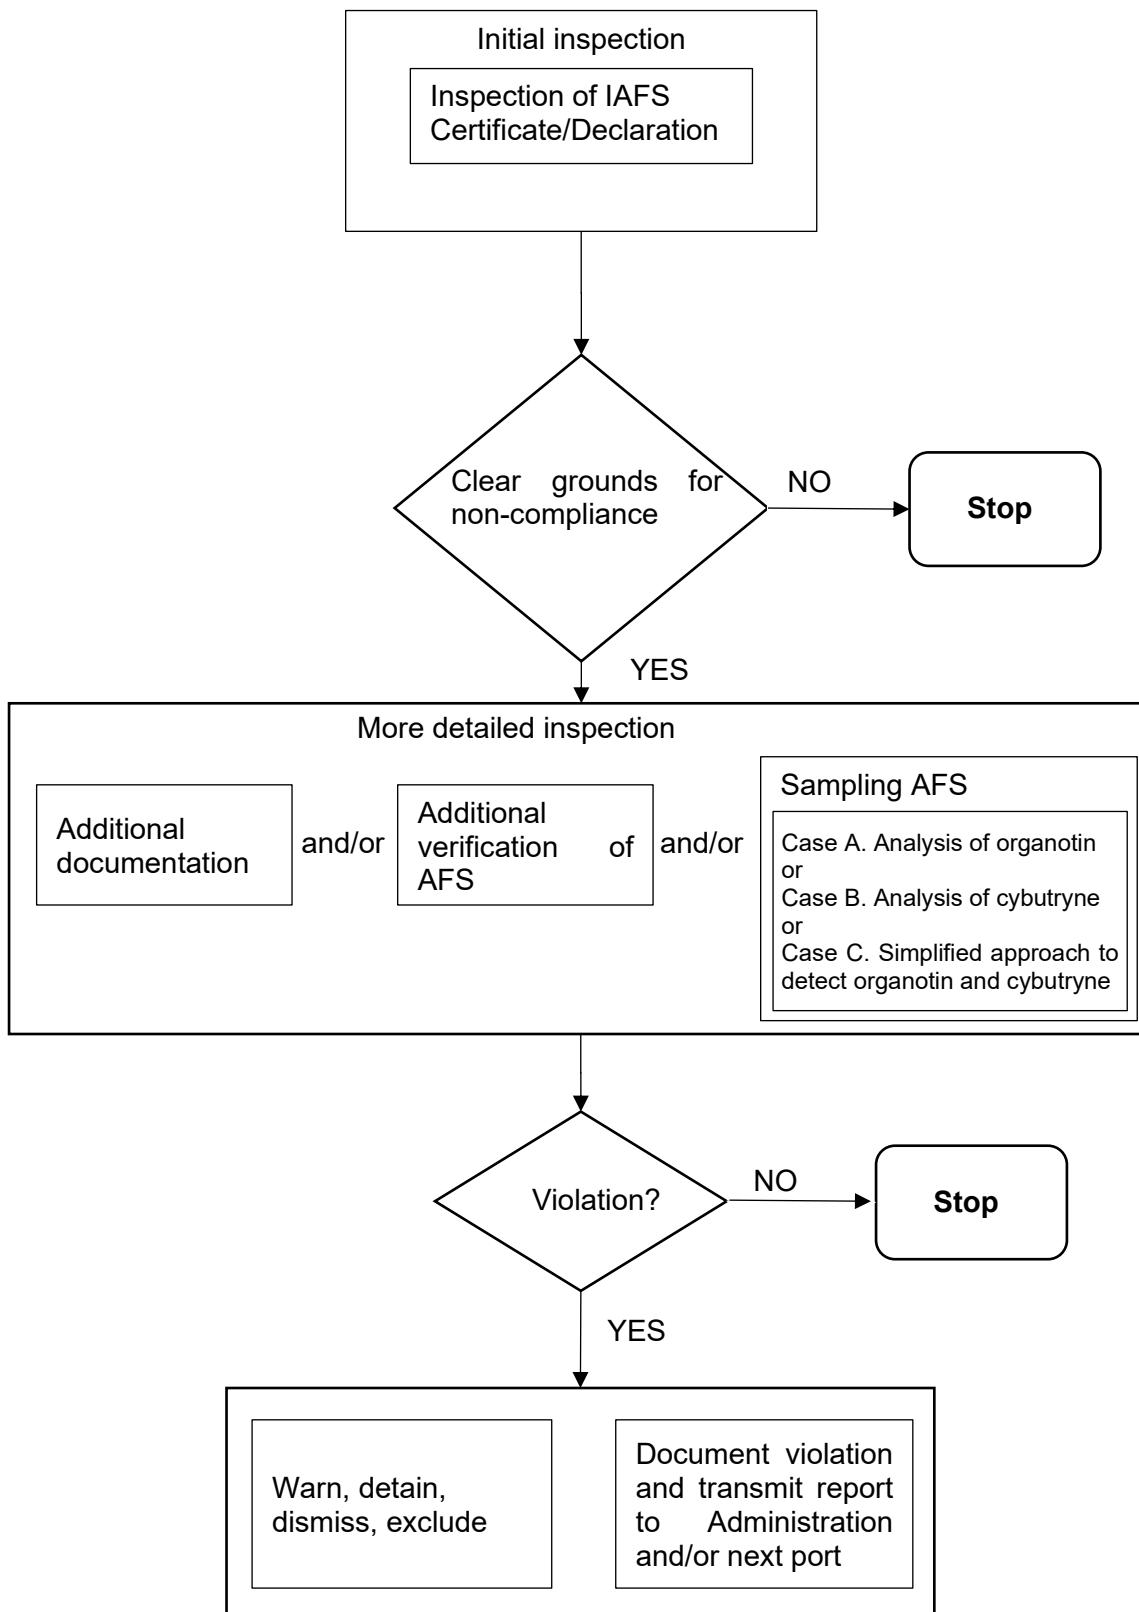 Initial inspection
Inspection of IAFS
Certificate/Declaration
Clear grounds for
non-compliance
NO
Stop
YES
More detailed inspection
Additional
documentation
and/or
Additional
verification of
AFS
and/or
Sampling AFS
Case A. Analysis of organotin
or
Case B. Analysis of cybutryne
or
Case C. Simplified approach to
detect organotin and cybutryne
Violation?
NO
Stop
YES
Warn, detain,
dismiss, exclude
Document violation
and transmit report
to Administration
and/or next port